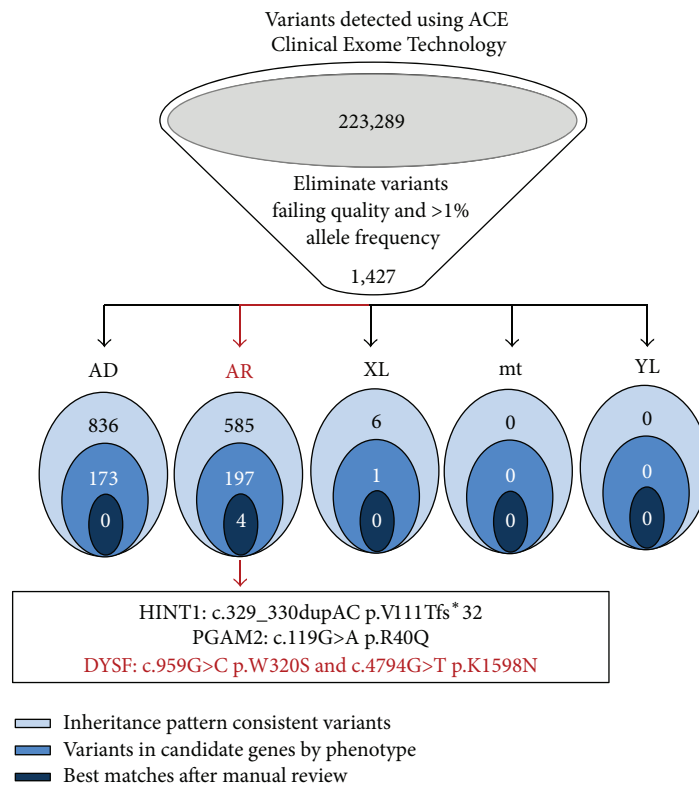 Variants detected using ACE
Clinical Exome Technology
223,289
Eliminate variants
failing quality and >1%
allele frequency
1,427
AD AR XL mt YL
836 585 6 0 0
173 197 1 0 0
0 4 0 0 0
HINT1: c.329_330dupAC p.V111Tfs*32
PGAM2: c.119G>A p.R40Q
DYSF: c.959G>C p.W320S and c.4794G>T p.K1598N
Inheritance pattern consistent variants
Variants in candidate genes by phenotype
Best matches after manual review